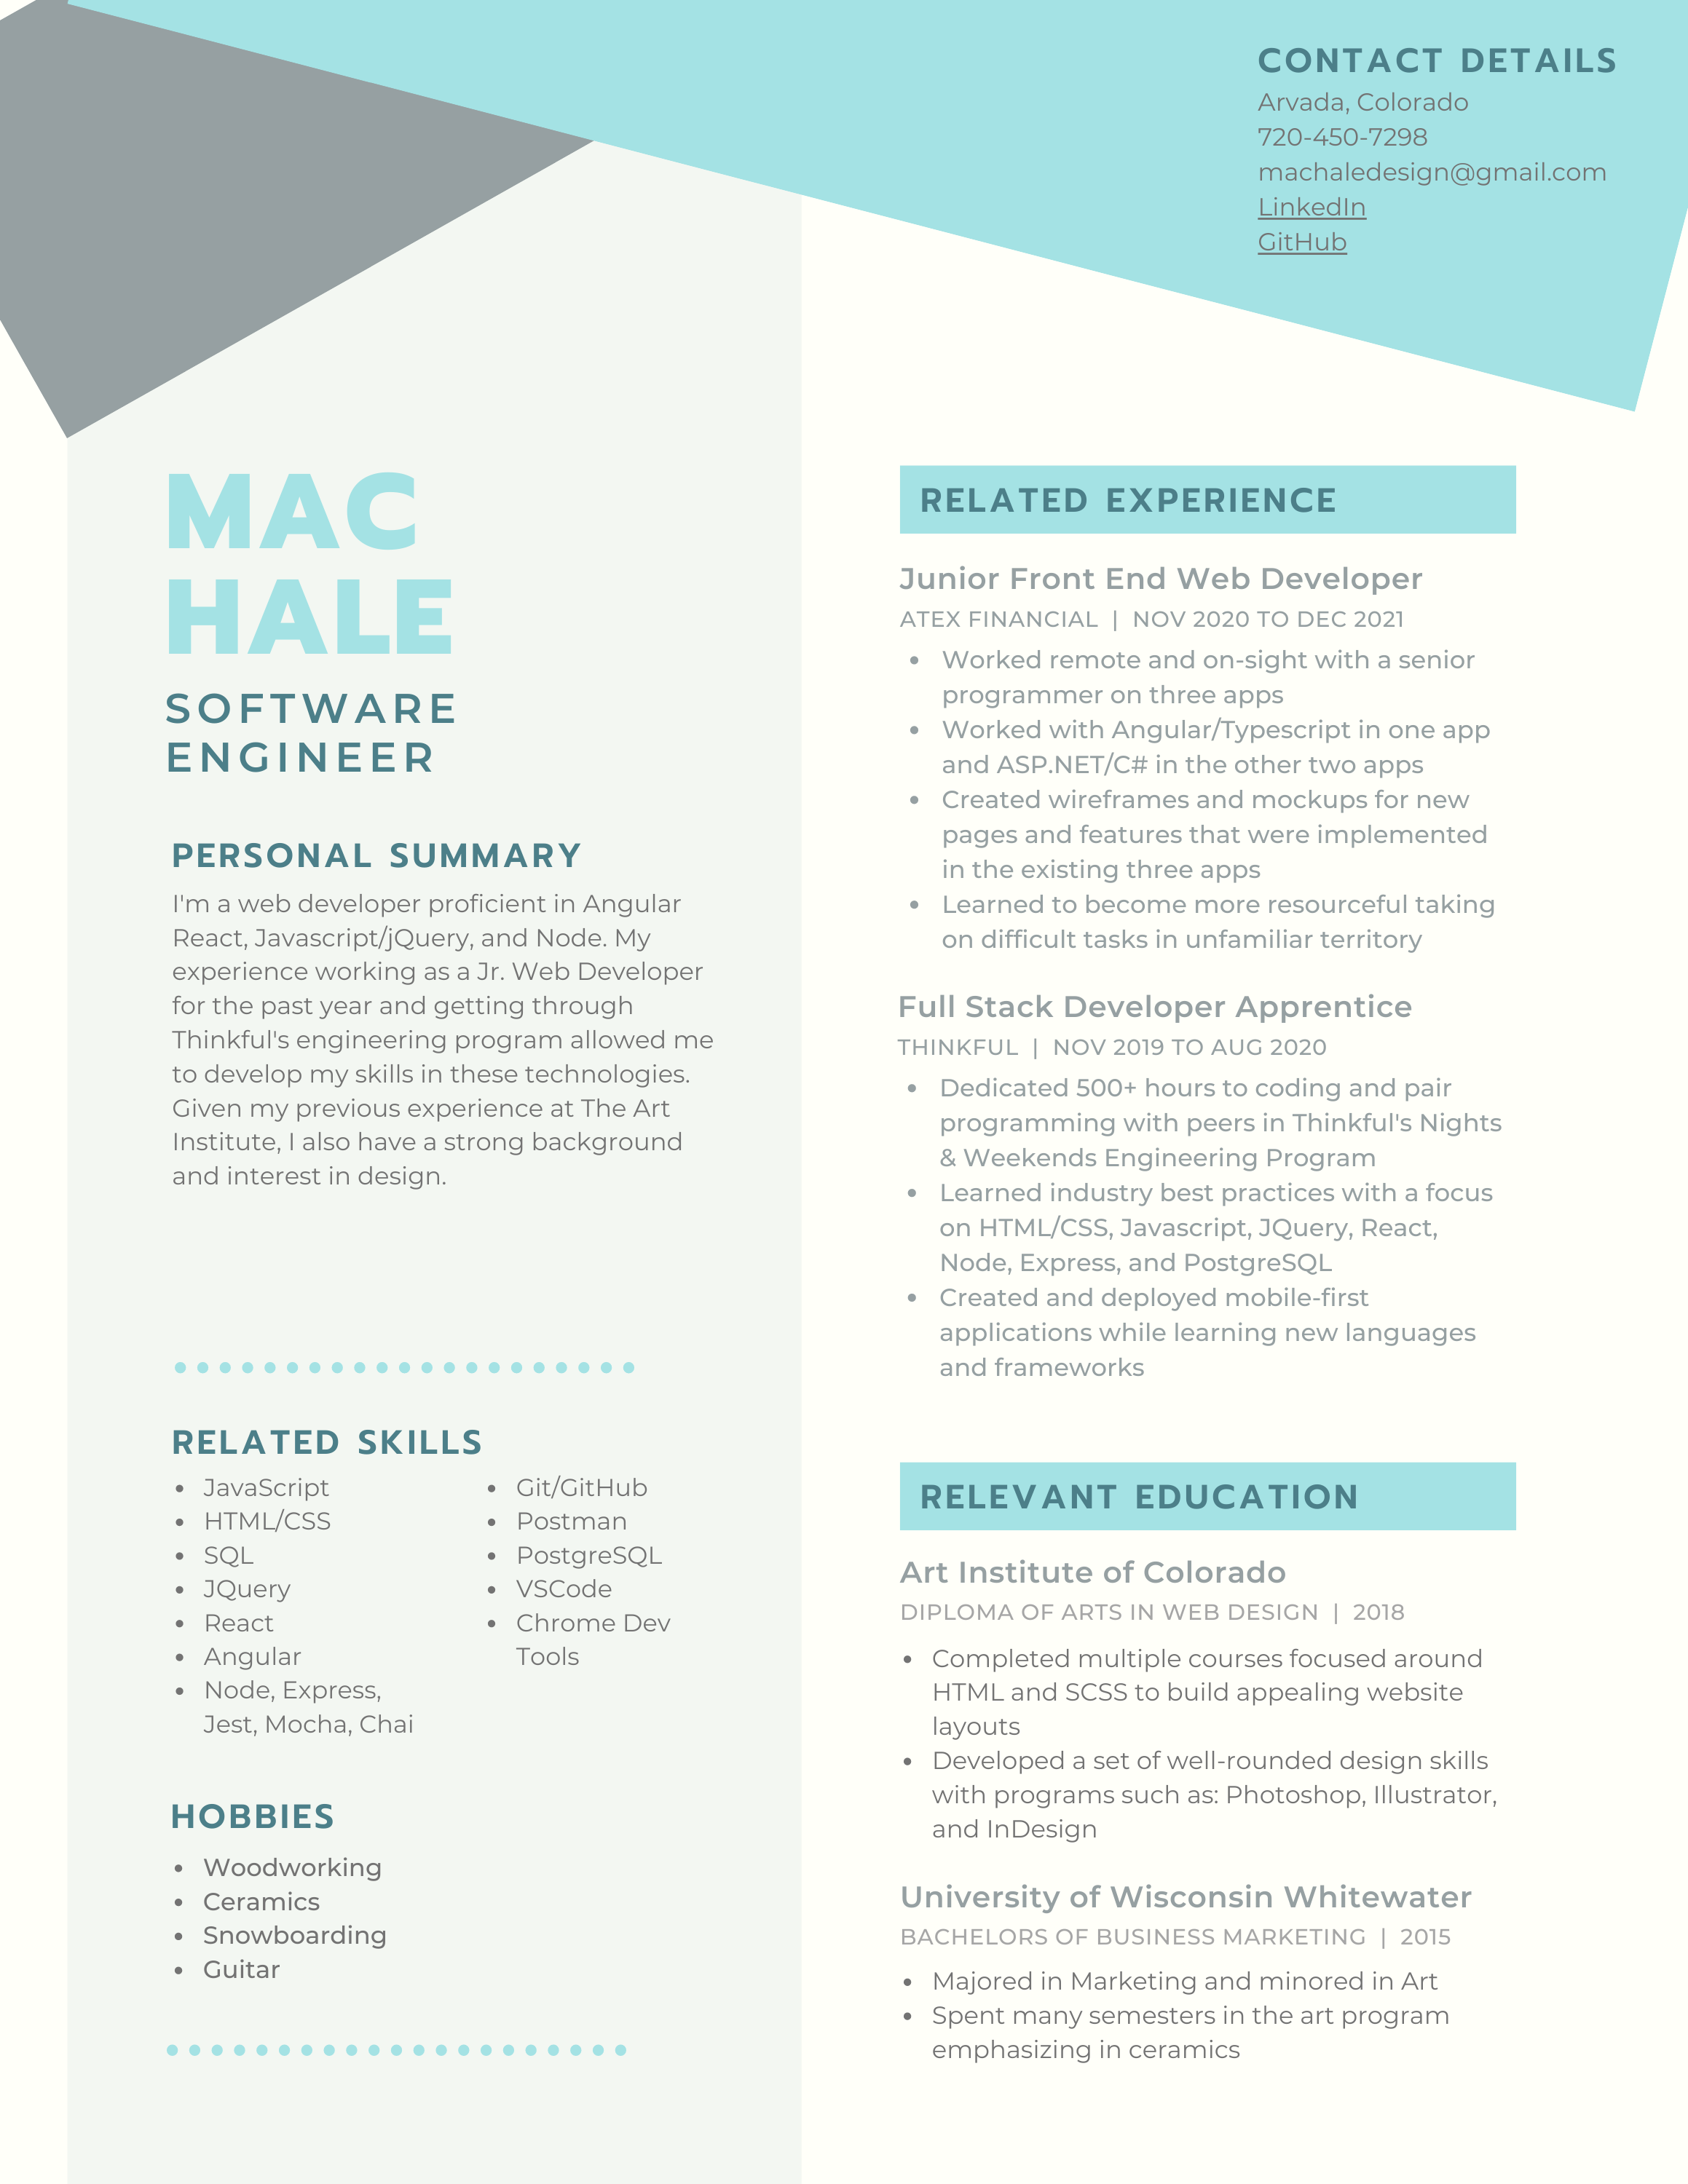 CONTACT DETAILS
Arvada, Colorado
720-450-7298
machaledesign@gmail.com
LinkedIn
GitHub
MAC
HALE
SOFTWARE
ENGINEER
PERSONAL SUMMARY
I'm a web developer proficient in Angular
React, Javascript/jQuery, and Node. My
experience working as a Jr. Web Developer
for the past year and getting through
Thinkful's engineering program allowed me
to develop my skills in these technologies.
Given my previous experience at The Art
Institute, I also have a strong background
and interest in design.
RELATED SKILLS
• JavaScript
• HTML/CSS
• SQL
• JQuery
• React
• Angular
• Node, Express,
Jest, Mocha, Chai
• Git/GitHub
• Postman
• PostgreSQL
• VSCode
• Chrome Dev
Tools
HOBBIES
• Woodworking
• Ceramics
• Snowboarding
• Guitar
RELATED EXPERIENCE
Junior Front End Web Developer
ATEX FINANCIAL | NOV 2020 TO DEC 2021
• Worked remote and on-sight with a senior
programmer on three apps
• Worked with Angular/Typescript in one app
and ASP.NET/C# in the other two apps
• Created wireframes and mockups for new
pages and features that were implemented
in the existing three apps
• Learned to become more resourceful taking
on difficult tasks in unfamiliar territory
Full Stack Developer Apprentice
THINKFUL | NOV 2019 TO AUG 2020
• Dedicated 500+ hours to coding and pair
programming with peers in Thinkful's Nights
& Weekends Engineering Program
• Learned industry best practices with a focus
on HTML/CSS, Javascript, JQuery, React,
Node, Express, and PostgreSQL
• Created and deployed mobile-first
applications while learning new languages
and frameworks
RELEVANT EDUCATION
Art Institute of Colorado
DIPLOMA OF ARTS IN WEB DESIGN | 2018
• Completed multiple courses focused around
HTML and SCSS to build appealing website
layouts
• Developed a set of well-rounded design skills
with programs such as: Photoshop, Illustrator,
and InDesign
University of Wisconsin Whitewater
BACHELORS OF BUSINESS MARKETING | 2015
• Majored in Marketing and minored in Art
• Spent many semesters in the art program
emphasizing in ceramics